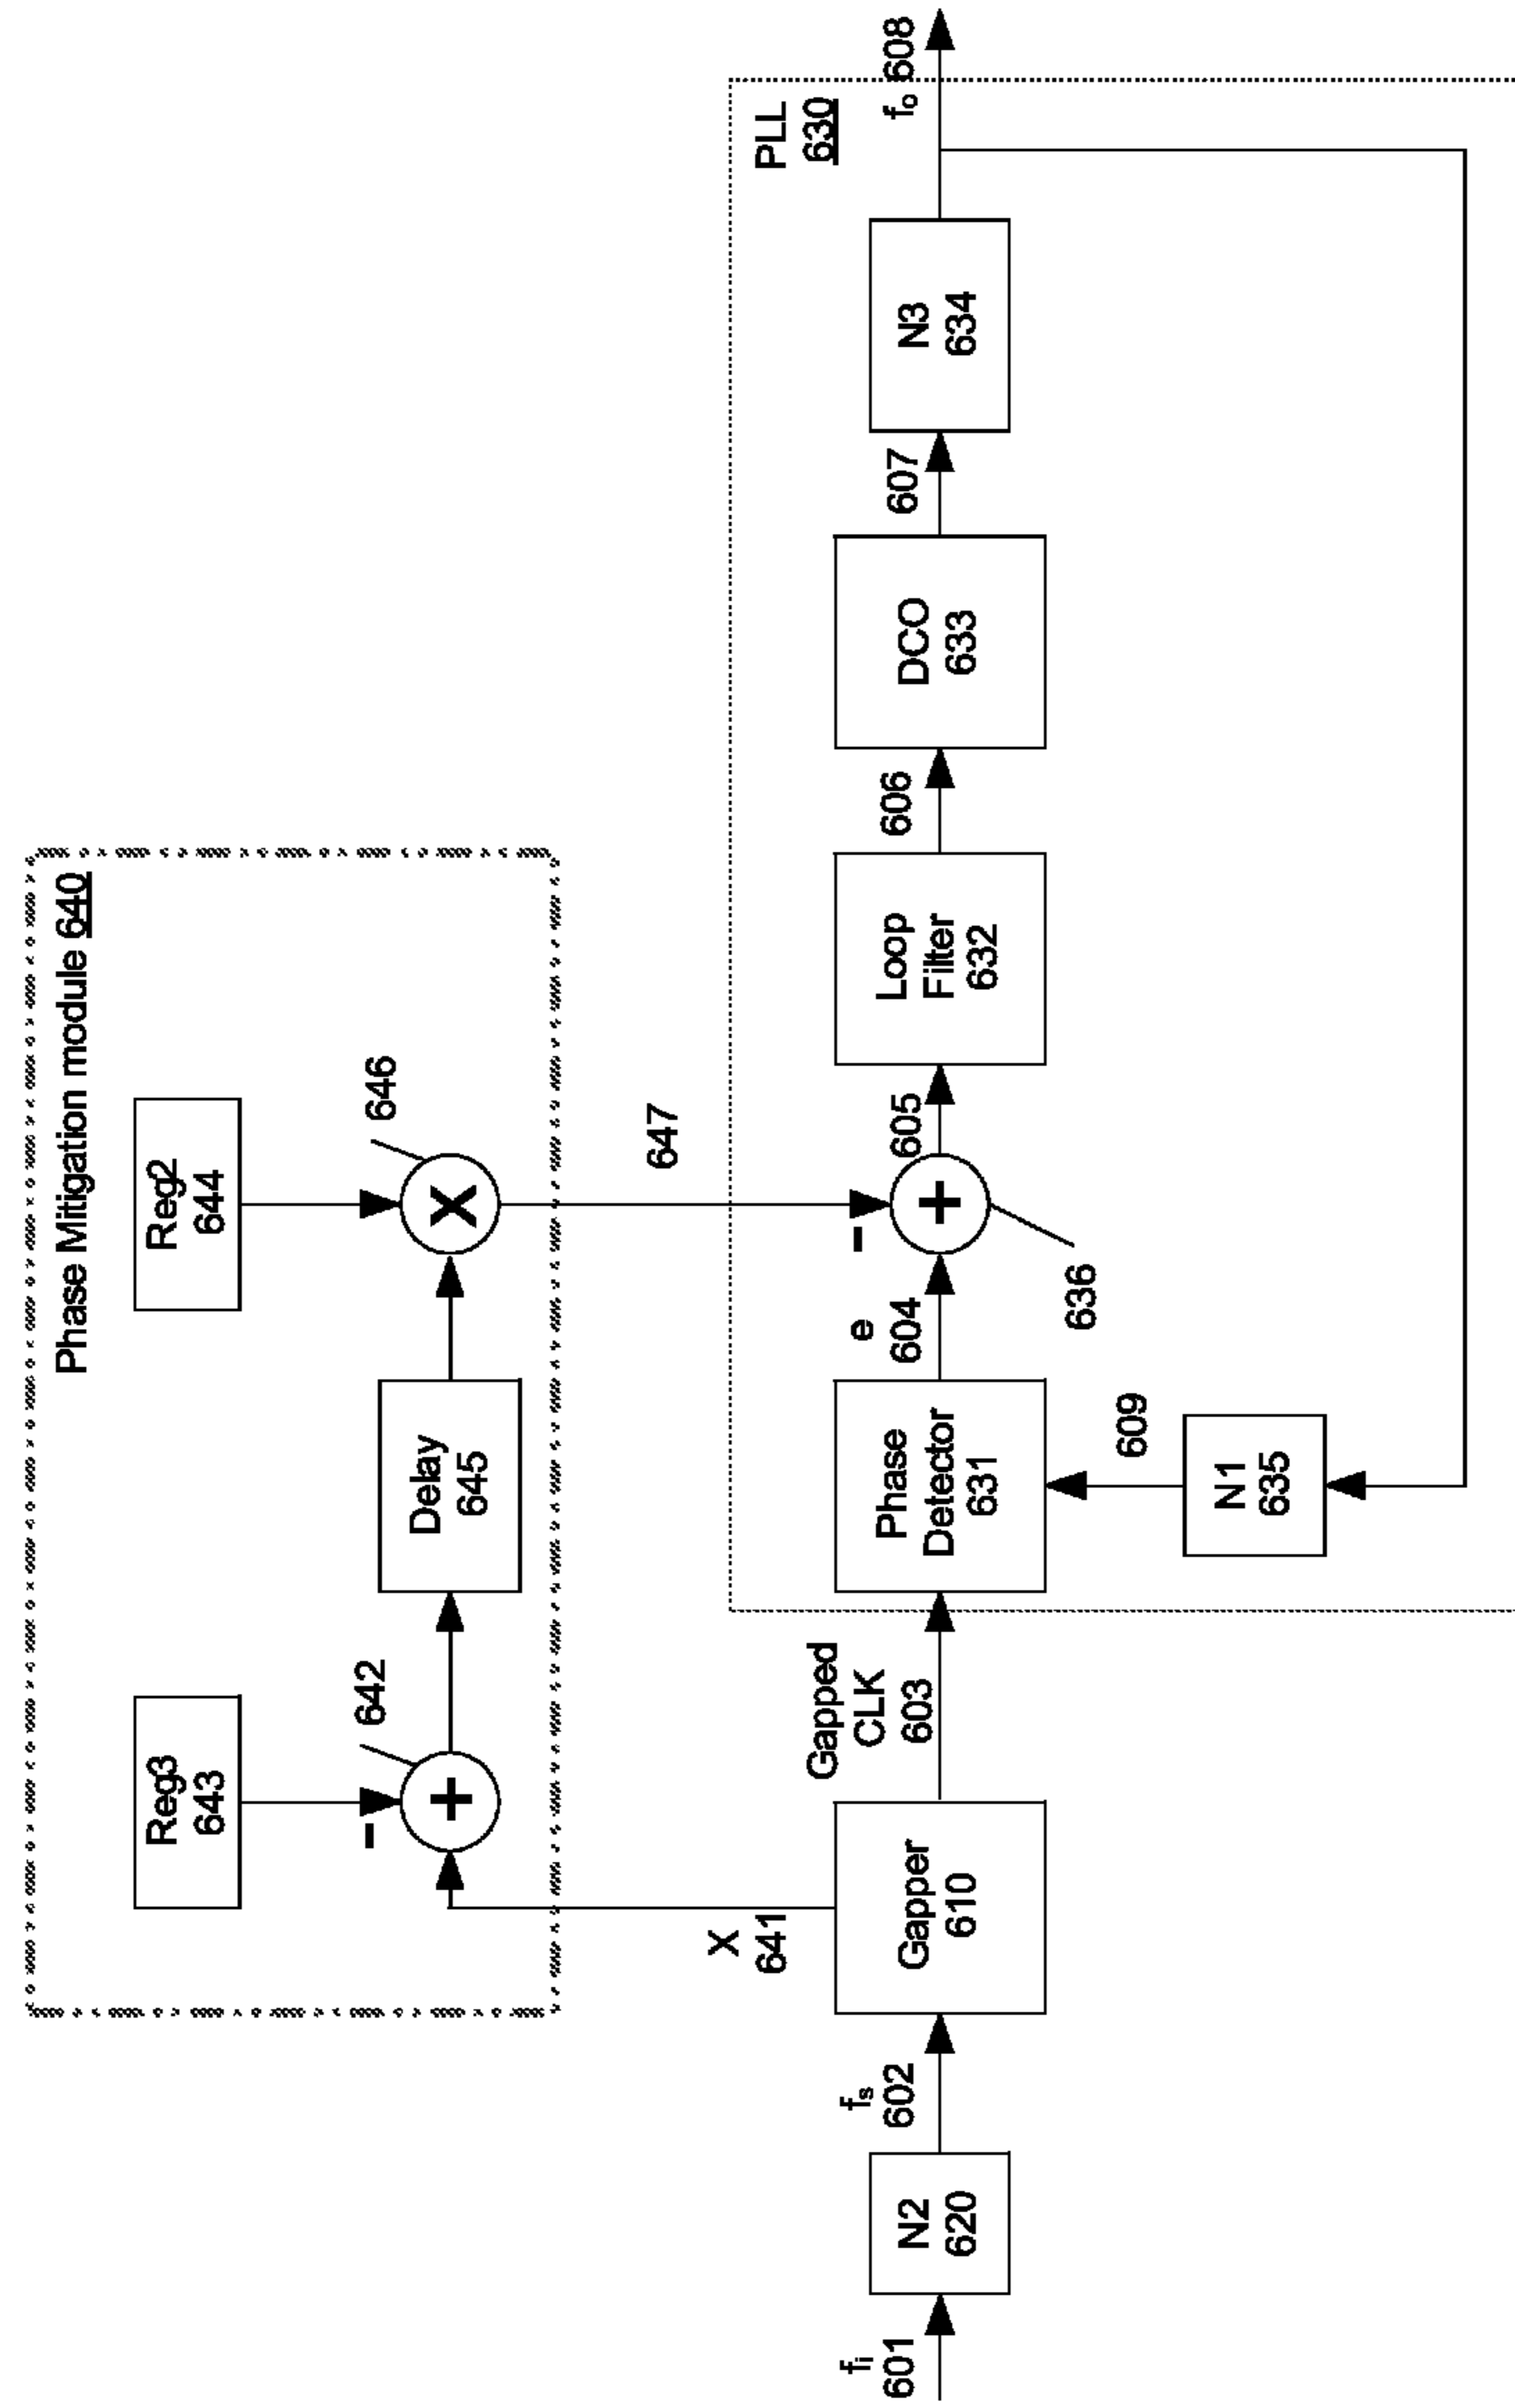 Phase Mitigation module 640
Reg3
643
Reg2
644
642
646
Delay
645
X
641
647
PLL
630
fi
601
N2
620
fs
602
Gapper
610
Gapped
CLK
603
Phase
Detector
631
e
604
636
605
Loop
Filter
632
606
DCO
633
607
N3
634
fo 608
609
N1
635
+
-
X
+
-